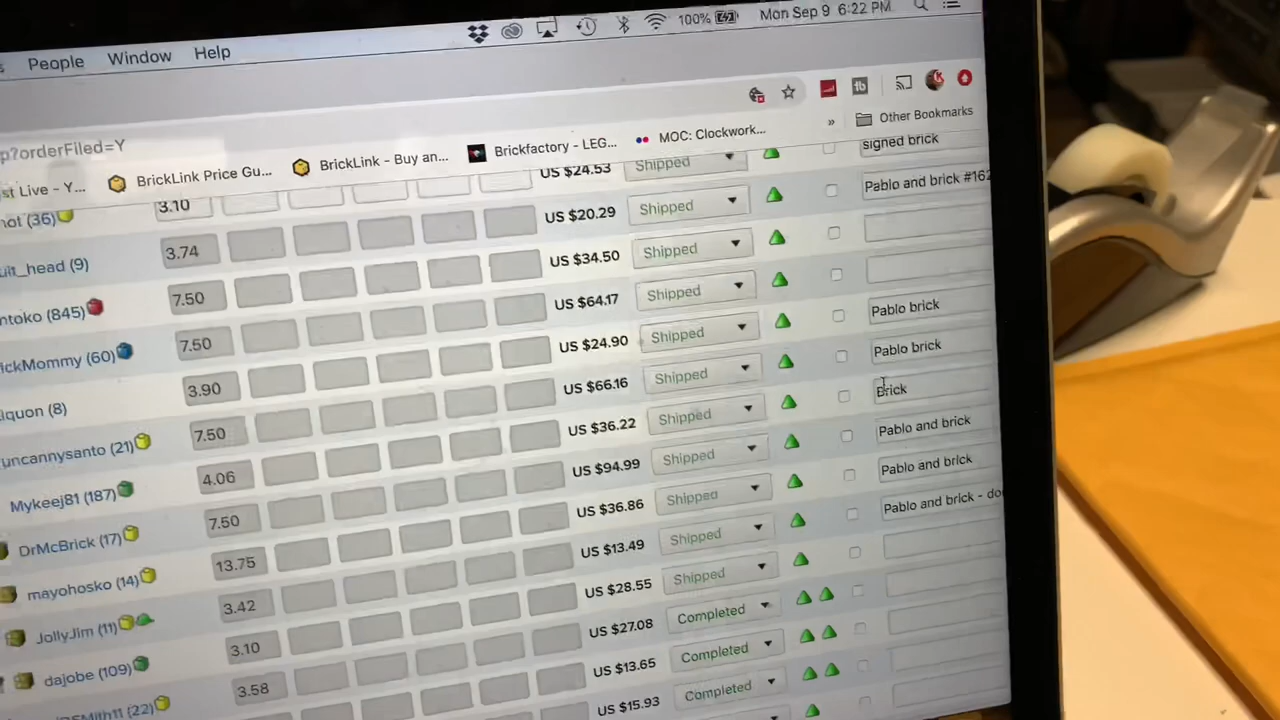 People Window Help 100% Mon Sep 9 6:22 PM
p?orderFiled=Y
Other Bookmarks
st Live - Y... BrickLink Price Gu... BrickLink - Buy an... Brickfactory - LEG... MOC: Clockwork... »
3.10 US $24.53 Shipped signed brick
(36) US $20.29 Shipped Pablo and brick #162
ult_head (9) 3.74 US $34.50 Shipped
ntoko (845) 7.50 US $64.17 Shipped
ickMommy (60) 7.50 US $24.90 Shipped Pablo brick
iquon (8) 3.90 US $66.16 Shipped Pablo brick
uncannysanto (21) 7.50 US $36.22 Shipped Brick
Mykeej81 (187) 4.06 US $94.99 Shipped Pablo and brick
DrMcBrick (17) 7.50 US $36.86 Shipped Pablo and brick
mayohosko (14) 13.75 US $13.49 Shipped Pablo and brick - do
JollyJim (11) 3.42 US $28.55 Shipped
dajobe (109) 3.10 US $27.08 Completed
(22) 3.58 US $13.65 Completed
US $15.93 Completed